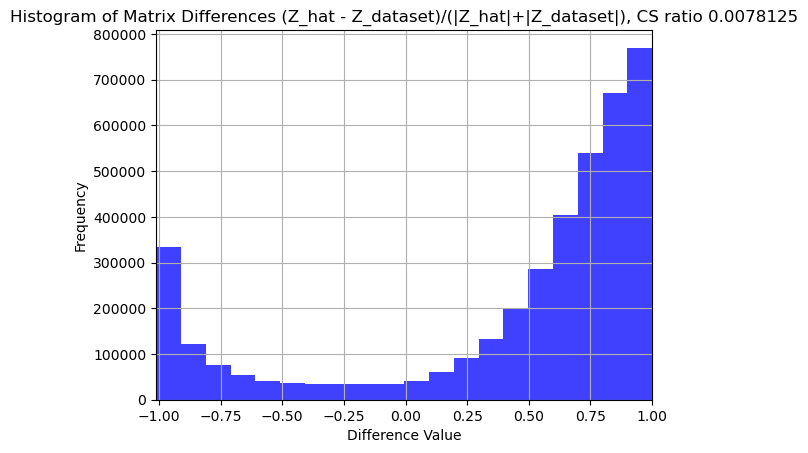 Histogram of Matrix Differences (Z_hat - Z_dataset)/(|Z_hat|+|Z_dataset|), CS ratio 0.0078125
800000
700000
600000
500000
400000
300000
200000
100000
0
Frequency
−1.00 −0.75 −0.50 −0.25 0.00 0.25 0.50 0.75 1.00
Difference Value